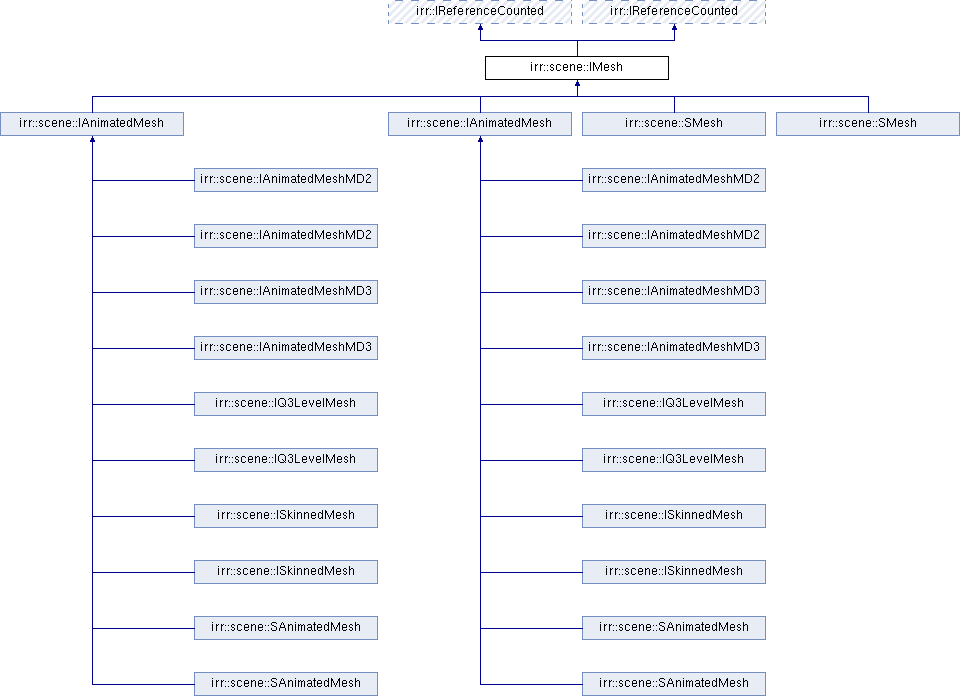 irr::IReferenceCounted irr::IReferenceCounted
irr::scene::IMesh
irr::scene::IAnimatedMesh irr::scene::IAnimatedMesh irr::scene::SMesh irr::scene::SMesh
irr::scene::IAnimatedMeshMD2 irr::scene::IAnimatedMeshMD2
irr::scene::IAnimatedMeshMD2 irr::scene::IAnimatedMeshMD2
irr::scene::IAnimatedMeshMD3 irr::scene::IAnimatedMeshMD3
irr::scene::IAnimatedMeshMD3 irr::scene::IAnimatedMeshMD3
irr::scene::IQ3LevelMesh irr::scene::IQ3LevelMesh
irr::scene::IQ3LevelMesh irr::scene::IQ3LevelMesh
irr::scene::ISkinnedMesh irr::scene::ISkinnedMesh
irr::scene::ISkinnedMesh irr::scene::ISkinnedMesh
irr::scene::SAnimatedMesh irr::scene::SAnimatedMesh
irr::scene::SAnimatedMesh irr::scene::SAnimatedMesh